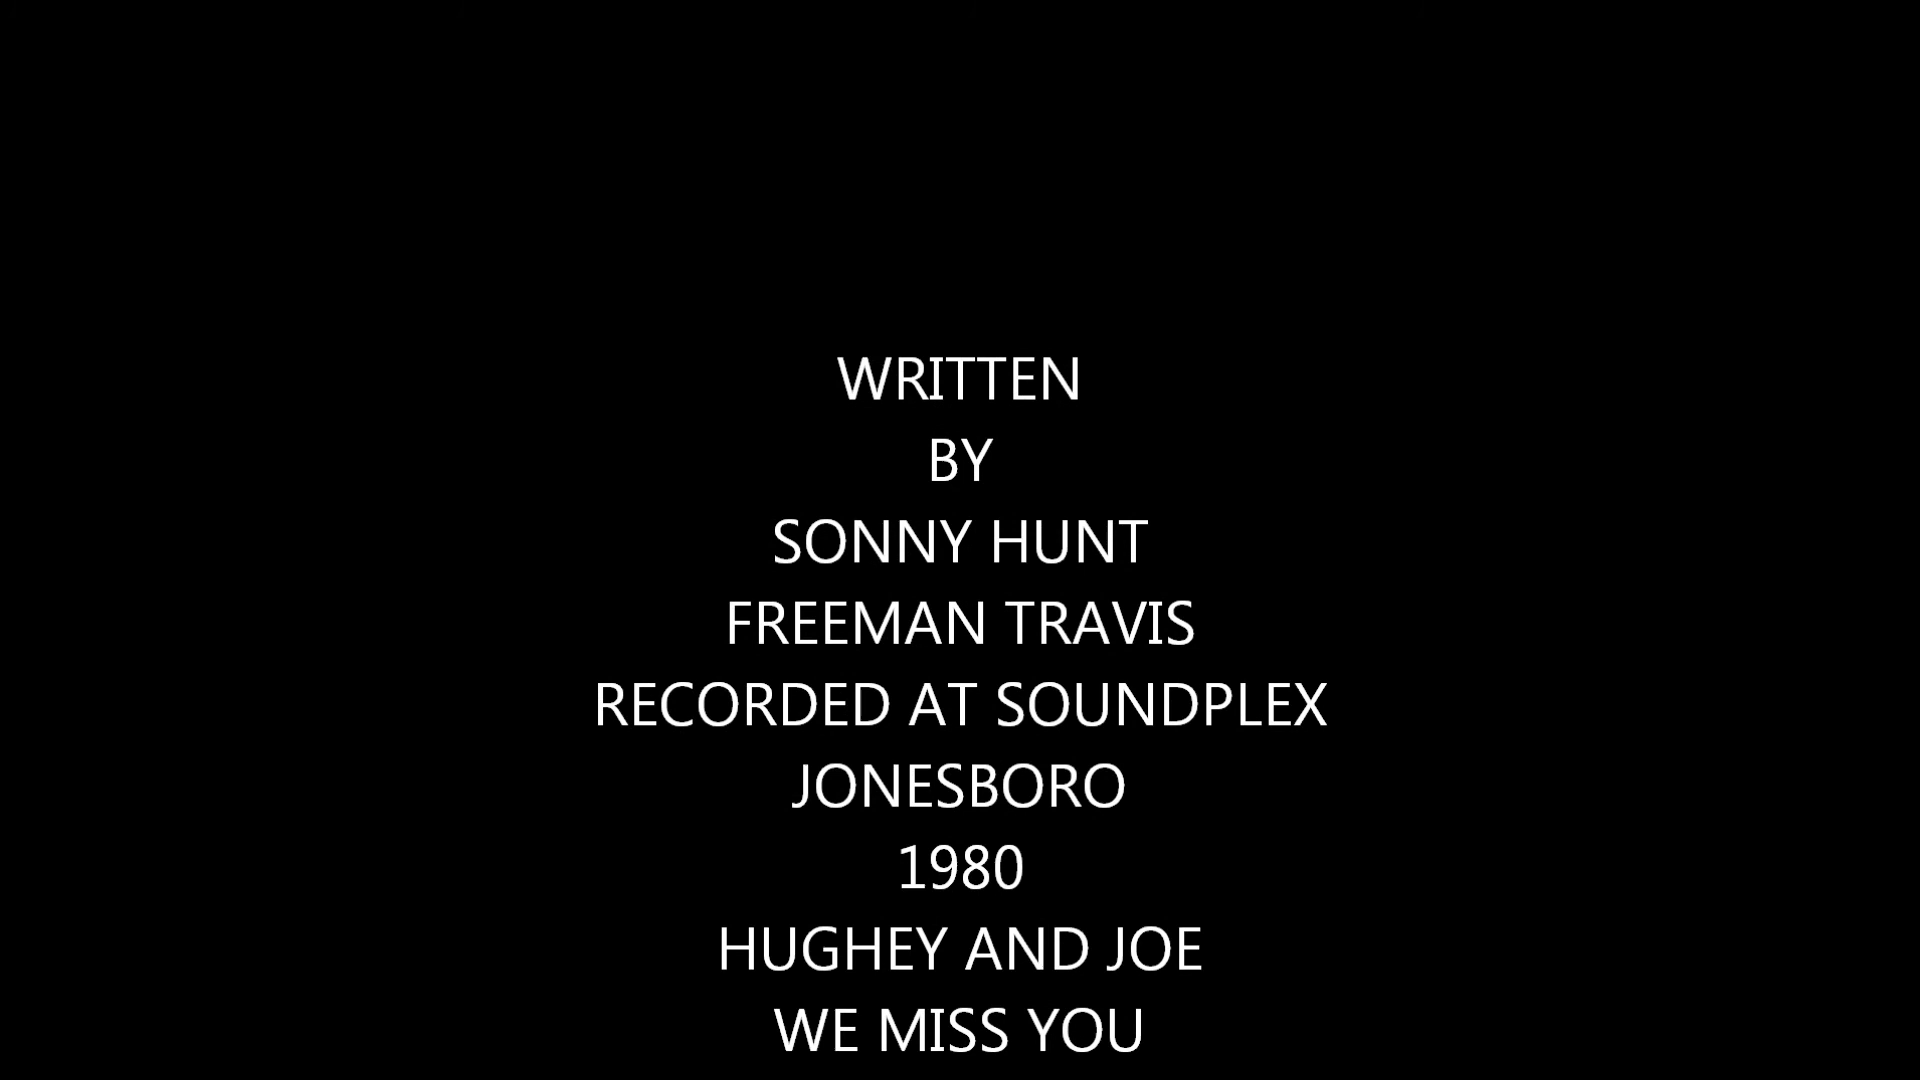 WRITTEN
BY
SONNY HUNT
FREEMAN TRAVIS
RECORDED AT SOUNDPLEX
JONESBORO
1980
HUGHEY AND JOE
WE MISS YOU